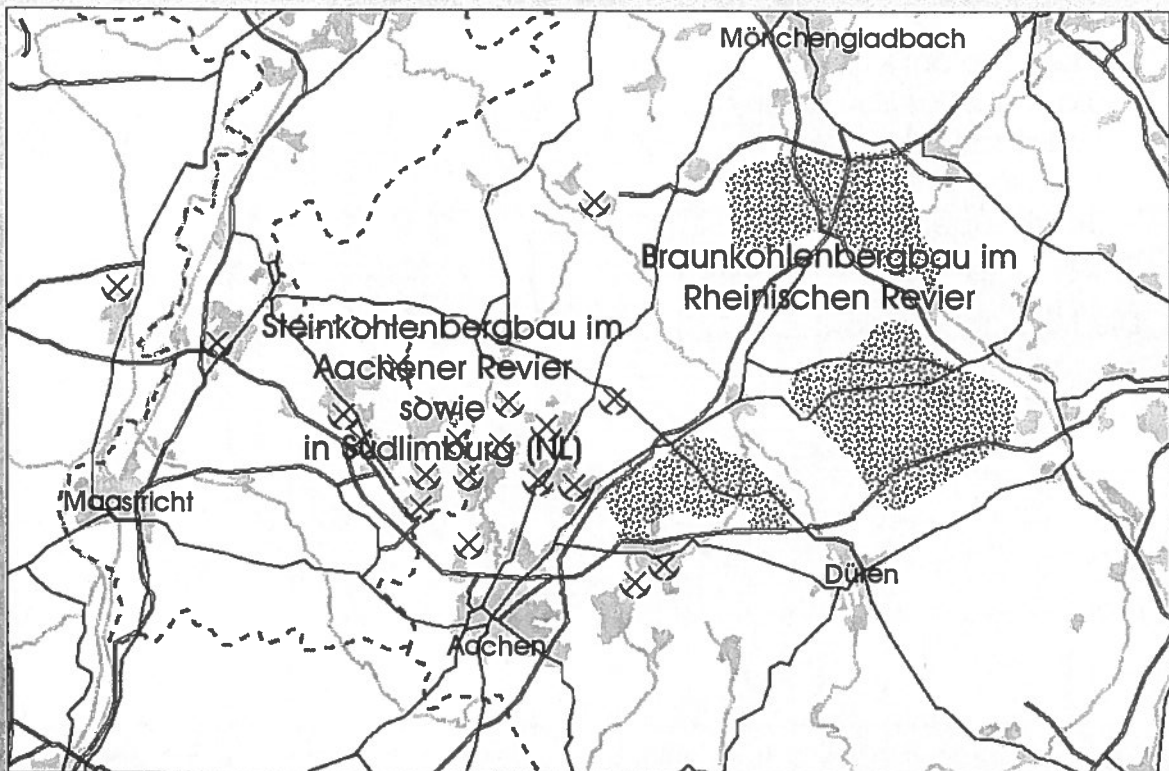 Mönchengladbach
Braunkohlenbergbau im
Rheinischen Revier
Steinkohlenbergbau im
Aachener Revier
sowie
in Südlimburg (NL)
Maastricht
Düren
Aachen